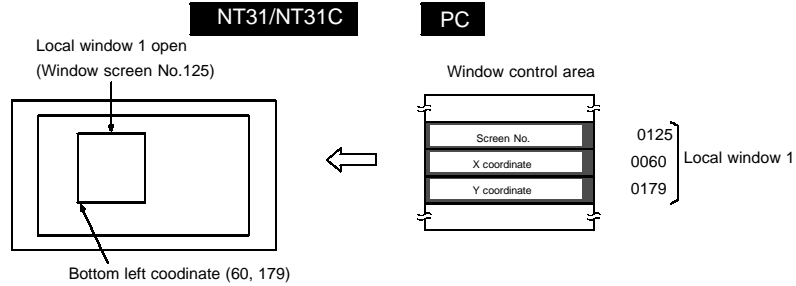 NT31/NT31C
PC
Local window 1 open
(Window screen No.125)
Window control area
Screen No.
0125
X coordinate
0060
Local window 1
Y coordinate
0179
Bottom left coodinate (60, 179)